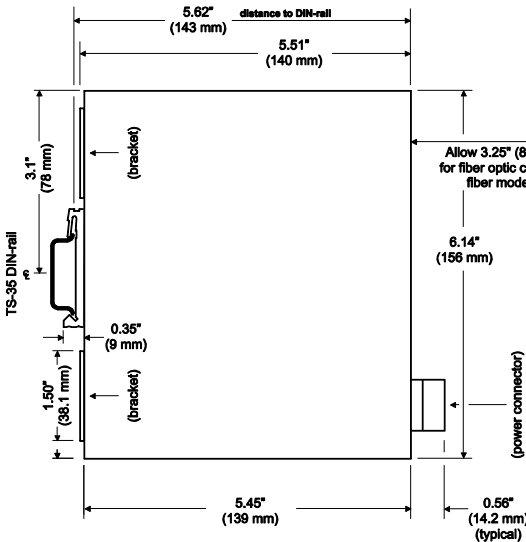 5.62"
(143 mm)
distance to DIN-rail
5.51"
(140 mm)
3.1"
(78 mm)
(bracket)
Allow 3.25" (8
for fiber optic c
fiber mode
6.14"
(156 mm)
TS-35 DIN-rail
0.35"
(9 mm)
1.50"
(38.1 mm)
(bracket)
(power connector)
5.45"
(139 mm)
0.56"
(14.2 mm)
(typical)